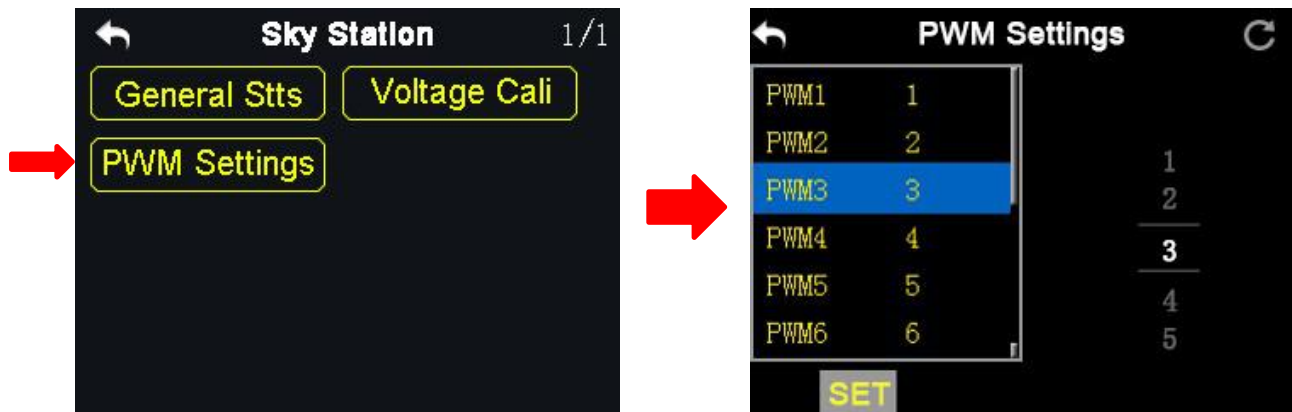 Sky Station 1/1
General Stts Voltage Cali
PWM Settings
PWM Settings
PWM1 1
PWM2 2
PWM3 3
PWM4 4
PWM5 5
PWM6 6
1
2
3
4
5
SET